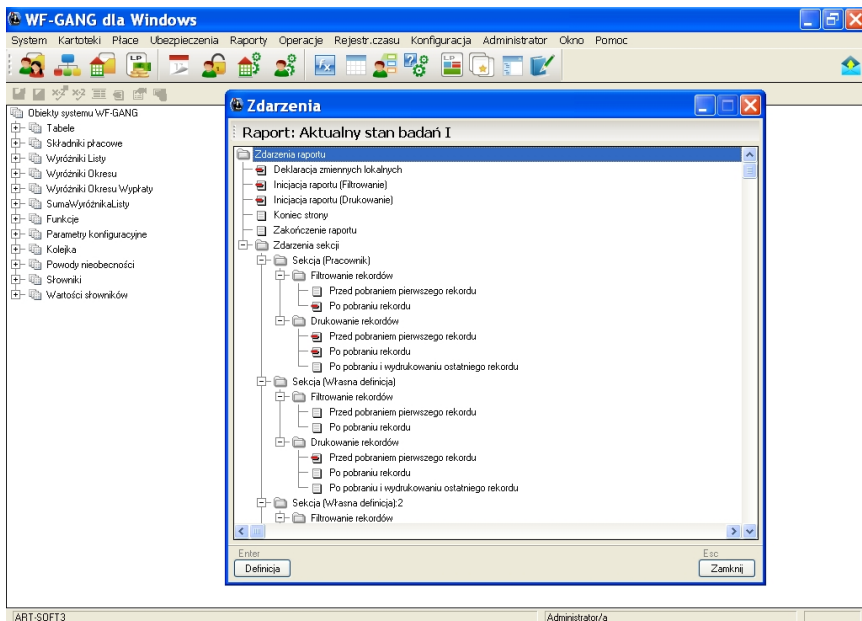 WF-GANG dla Windows
System Kartoteki Płace Ubezpieczenia Raporty Operacje Rejestr.czasu Konfiguracja Administrator Okno Pomoc
Obiekty systemu WF-GANG
Tabele
Składniki płacowe
Wyróżniki Listy
Wyróżniki Okresu
Wyróżniki Okresu Wypłaty
SumaWyróżnikaListy
Funkcje
Parametry konfiguracyjne
Kolejka
Powody nieobecności
Słowniki
Wartości słowników
Zdarzenia
Raport: Aktualny stan badań I
Zdarzenia raportu
Deklaracja zmiennych lokalnych
Inicjacja raportu (Filtrowanie)
Inicjacja raportu (Drukowanie)
Koniec strony
Zakończenie raportu
Zdarzenia sekcji
Sekcja (Pracownik)
Filtrowanie rekordów
Przed pobraniem pierwszego rekordu
Po pobraniu rekordu
Drukowanie rekordów
Przed pobraniem pierwszego rekordu
Po pobraniu rekordu
Po pobraniu i wydrukowaniu ostatniego rekordu
Sekcja (Własna definicja)
Filtrowanie rekordów
Przed pobraniem pierwszego rekordu
Po pobraniu rekordu
Drukowanie rekordów
Przed pobraniem pierwszego rekordu
Po pobraniu rekordu
Po pobraniu i wydrukowaniu ostatniego rekordu
Sekcja (Własna definicja):2
Filtrowanie rekordów
Enter Esc
Definicja Zamknij
ART-SOFT3 Administrator/a